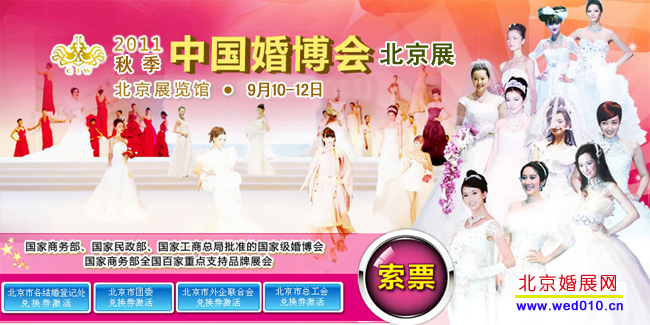 2011
秋季
中国婚博会
北京展
CIW
北京展览馆 • 9月10-12日
国家商务部、国家民政部、国家工商总局批准的国家级婚博会
国家商务部全国百家重点支持品牌展会
索票
北京市各结婚登记处
兑换券激活
北京市团委
兑换券激活
北京市外企联合会
兑换券激活
北京市总工会
兑换券激活
北京婚展网
www.wed010.cn